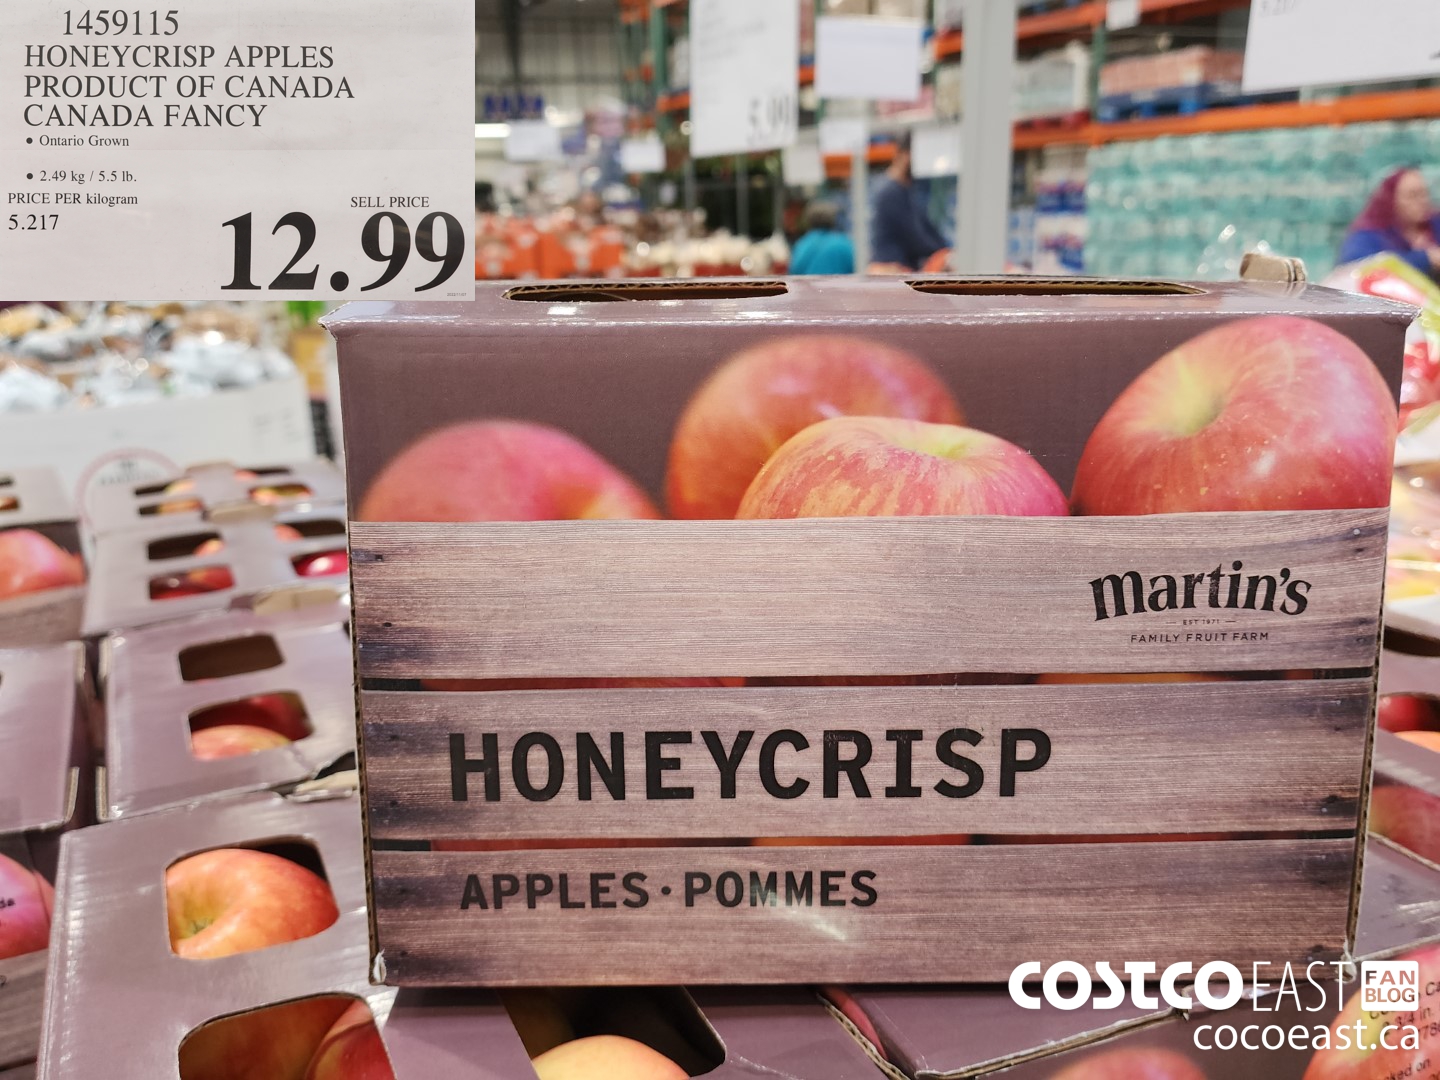 1459115
HONEYCRISP APPLES
PRODUCT OF CANADA
CANADA FANCY
• Ontario Grown
• 2.49 kg / 5.5 lb.
PRICE PER kilogram
5.217
SELL PRICE
12.99
5.99
martin's
EST 1971
FAMILY FRUIT FARM
HONEYCRISP
APPLES·POMMES
COSTCO EAST FAN BLOG
cocoeast.ca